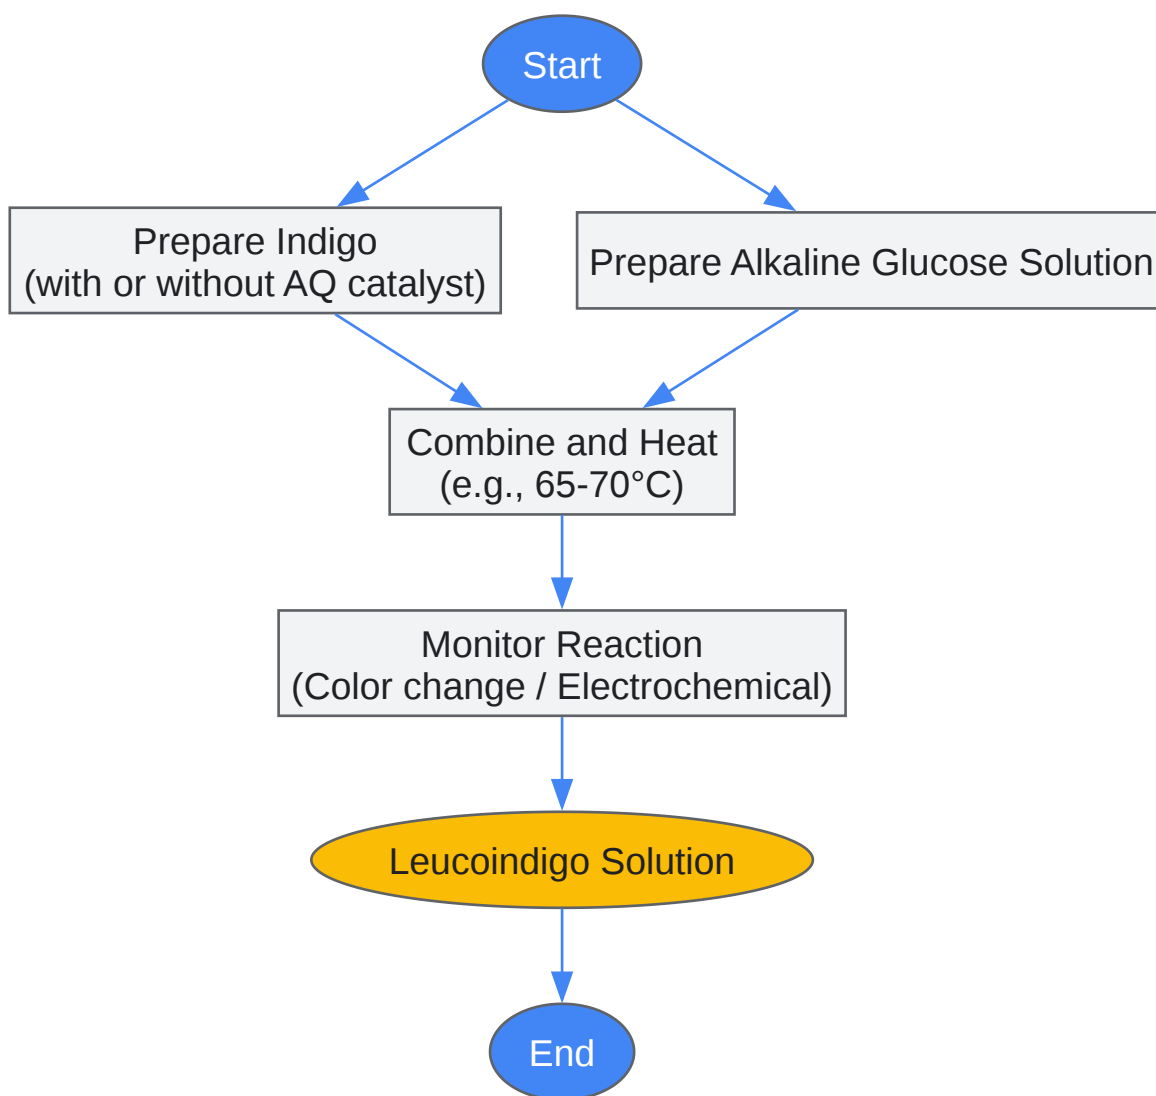 Start
Prepare Indigo
(with or without AQ catalyst)
Prepare Alkaline Glucose Solution
Combine and Heat
(e.g., 65-70°C)
Monitor Reaction
(Color change / Electrochemical)
Leucoindigo Solution
End